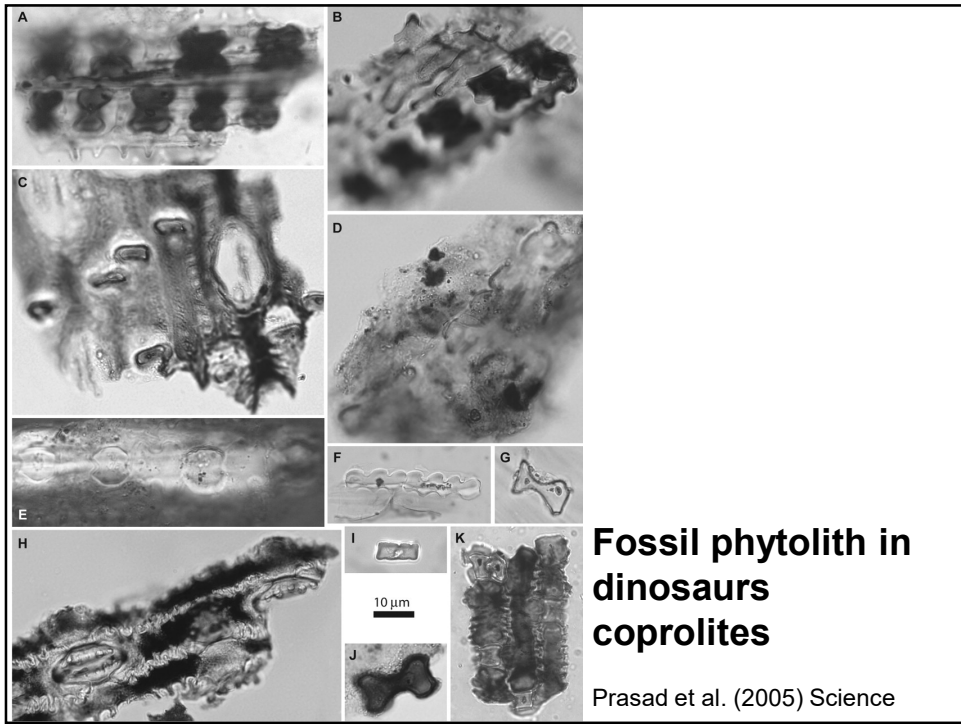 A
B
C
D
E
F
G
H
I
K
10 µm
J
Fossil phytolith in
dinosaurs
coprolites
Prasad et al. (2005) Science